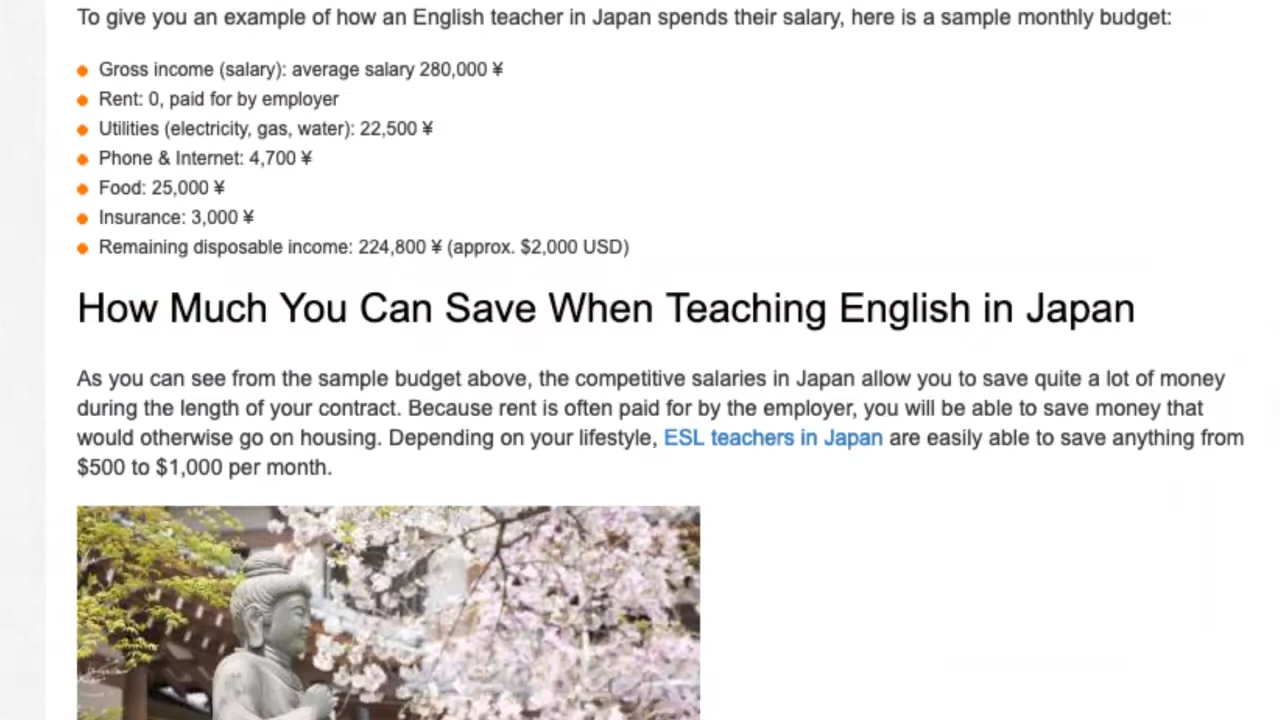 To give you an example of how an English teacher in Japan spends their salary, here is a sample monthly budget:
Gross income (salary): average salary 280,000 ¥
Rent: 0, paid for by employer
Utilities (electricity, gas, water): 22,500 ¥
Phone & Internet: 4,700 ¥
Food: 25,000 ¥
Insurance: 3,000 ¥
Remaining disposable income: 224,800 ¥ (approx. $2,000 USD)
How Much You Can Save When Teaching English in Japan
As you can see from the sample budget above, the competitive salaries in Japan allow you to save quite a lot of money
during the length of your contract. Because rent is often paid for by the employer, you will be able to save money that
would otherwise go on housing. Depending on your lifestyle, ESL teachers in Japan are easily able to save anything from
$500 to $1,000 per month.